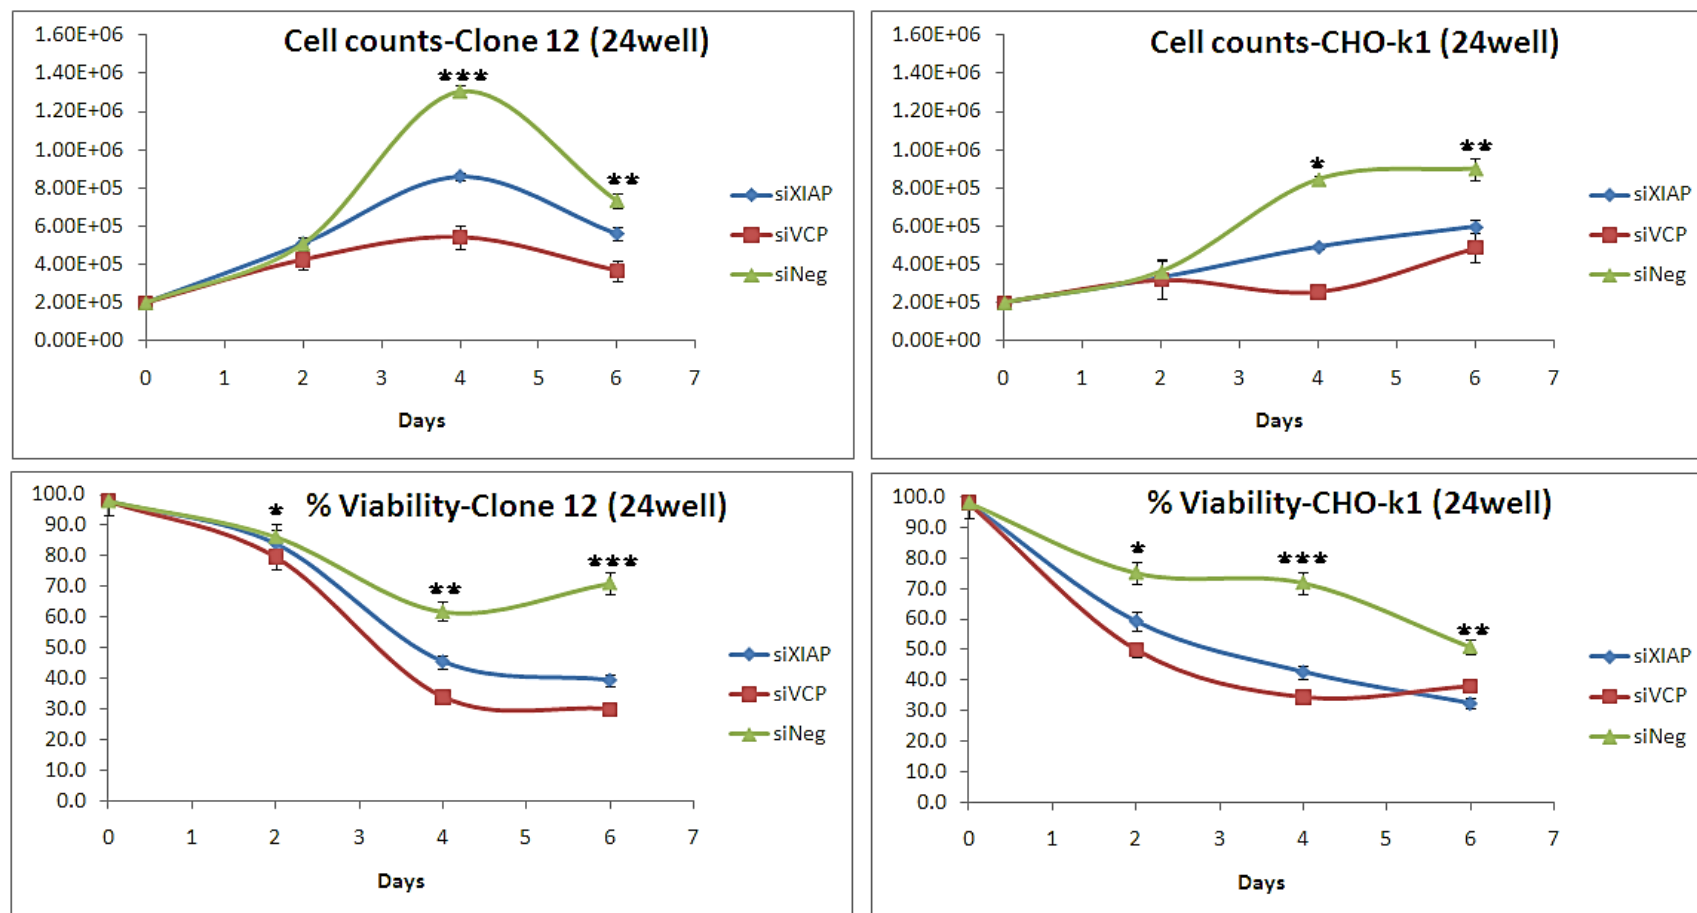 Cell counts-Clone 12 (24well)
1.60E+06
1.40E+06
1.20E+06
1.00E+06
8.00E+05
6.00E+05
4.00E+05
2.00E+05
0.00E+00
***
**
0 1 2 3 4 5 6 7
Days
siXIAP
siVCP
siNeg
Cell counts-CHO-k1 (24well)
1.60E+06
1.40E+06
1.20E+06
1.00E+06
8.00E+05
6.00E+05
4.00E+05
2.00E+05
0.00E+00
*
**
0 1 2 3 4 5 6 7
Days
siXIAP
siVCP
siNeg
% Viability-Clone 12 (24well)
100.0
90.0
80.0
70.0
60.0
50.0
40.0
30.0
20.0
10.0
0.0
*
**
***
0 1 2 3 4 5 6 7
Days
siXIAP
siVCP
siNeg
% Viability-CHO-k1 (24well)
100.0
90.0
80.0
70.0
60.0
50.0
40.0
30.0
20.0
10.0
0.0
*
***
**
0 1 2 3 4 5 6 7
Days
siXIAP
siVCP
siNeg